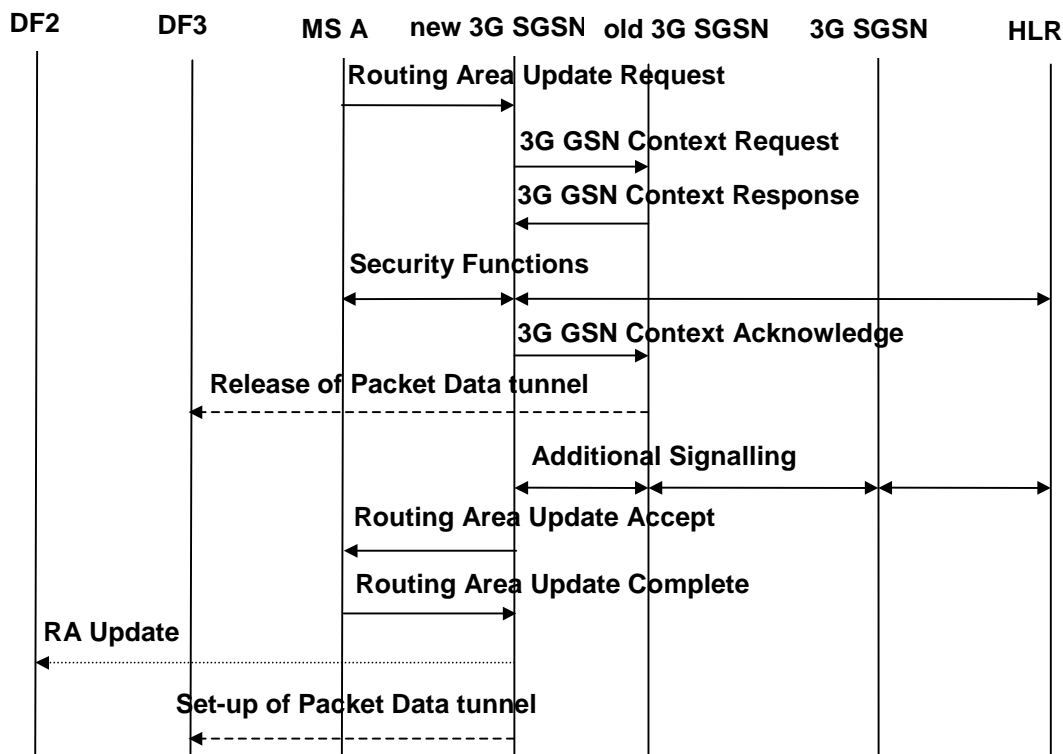 DF2 DF3 MS A new 3G SGSN old 3G SGSN 3G SGSN HLR
Routing Area Update Request
3G GSN Context Request
3G GSN Context Response
Security Functions
3G GSN Context Acknowledge
Release of Packet Data tunnel
Additional Signalling
Routing Area Update Accept
Routing Area Update Complete
RA Update
Set-up of Packet Data tunnel